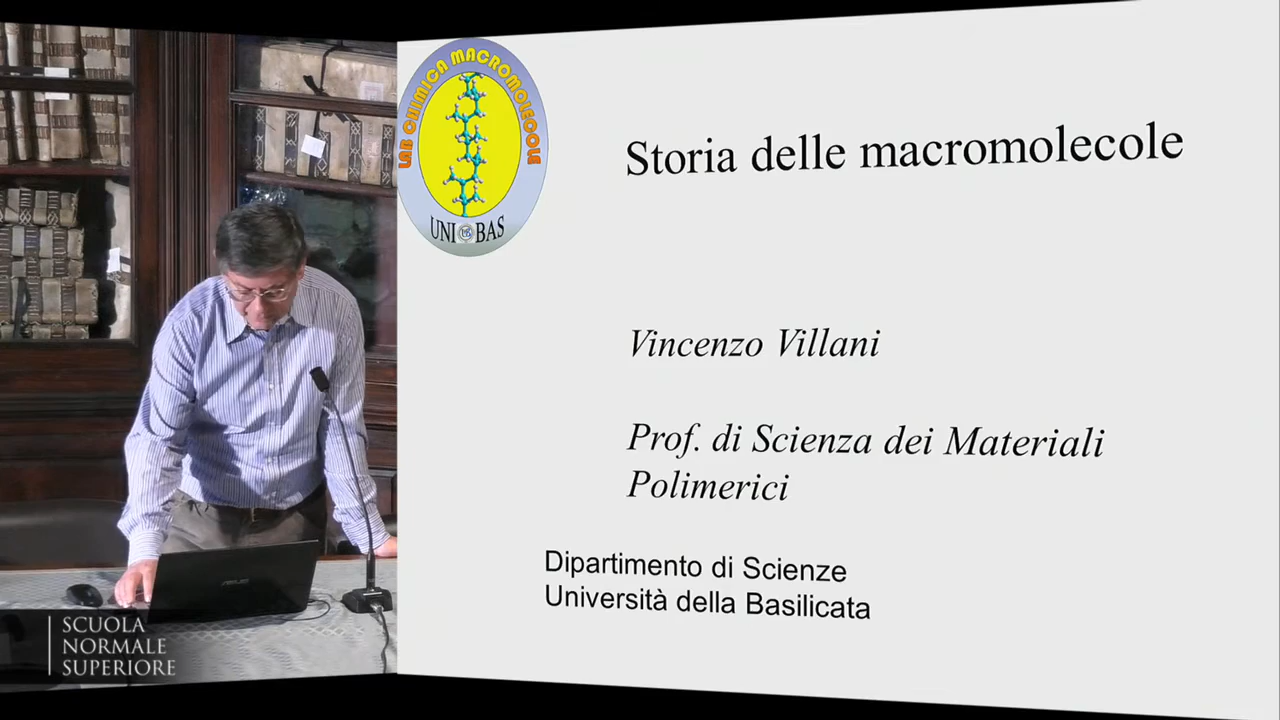 LAB CHIMICA MACROMOLECOLE
UNI BAS
Storia delle macromolecole
Vincenzo Villani
Prof. di Scienza dei Materiali
Polimerici
Dipartimento di Scienze
Università della Basilicata
ASUS
SCUOLA
NORMALE
SUPERIORE